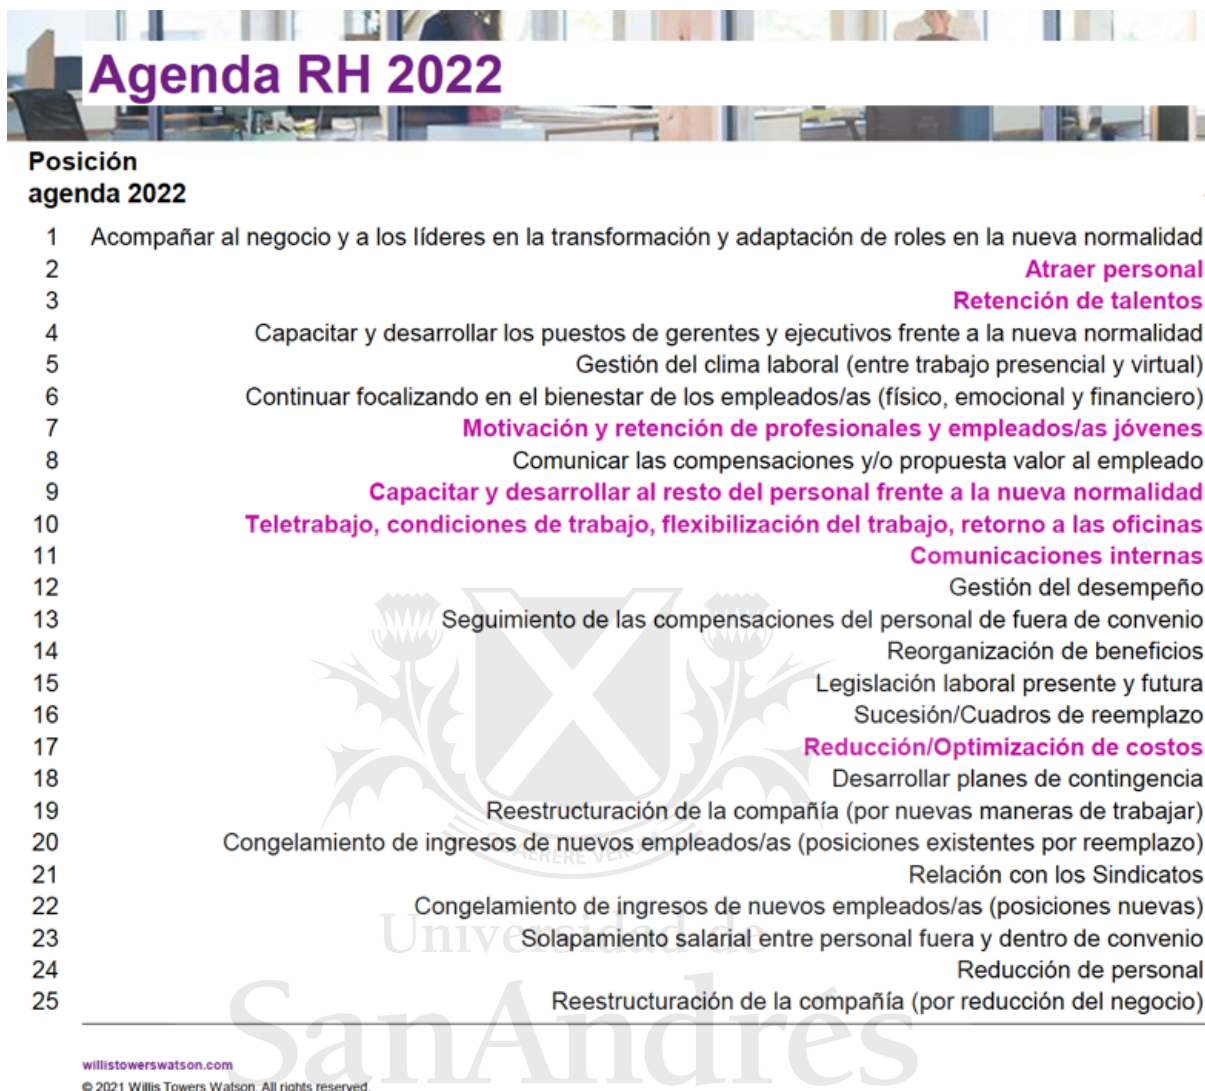 Agenda RH 2022
Posición
agenda 2022
1 Acompañar al negocio y a los líderes en la transformación y adaptación de roles en la nueva normalidad
2 Atraer personal
3 Retención de talentos
4 Capacitar y desarrollar los puestos de gerentes y ejecutivos frente a la nueva normalidad
5 Gestión del clima laboral (entre trabajo presencial y virtual)
6 Continuar focalizando en el bienestar de los empleados/as (físico, emocional y financiero)
7 Motivación y retención de profesionales y empleados/as jóvenes
8 Comunicar las compensaciones y/o propuesta valor al empleado
9 Capacitar y desarrollar al resto del personal frente a la nueva normalidad
10 Teletrabajo, condiciones de trabajo, flexibilización del trabajo, retorno a las oficinas
11 Comunicaciones internas
12 Gestión del desempeño
13 Seguimiento de las compensaciones del personal de fuera de convenio
14 Reorganización de beneficios
15 Legislación laboral presente y futura
16 Sucesión/Cuadros de reemplazo
17 Reducción/Optimización de costos
18 Desarrollar planes de contingencia
19 Reestructuración de la compañía (por nuevas maneras de trabajar)
20 Congelamiento de ingresos de nuevos empleados/as (posiciones existentes por reemplazo)
21 Relación con los Sindicatos
22 Congelamiento de ingresos de nuevos empleados/as (posiciones nuevas)
23 Solapamiento salarial entre personal fuera y dentro de convenio
24 Reducción de personal
25 Reestructuración de la compañía (por reducción del negocio)
Universidad de
SanAndrés
willistowerswatson.com
© 2021 Willis Towers Watson. All rights reserved.